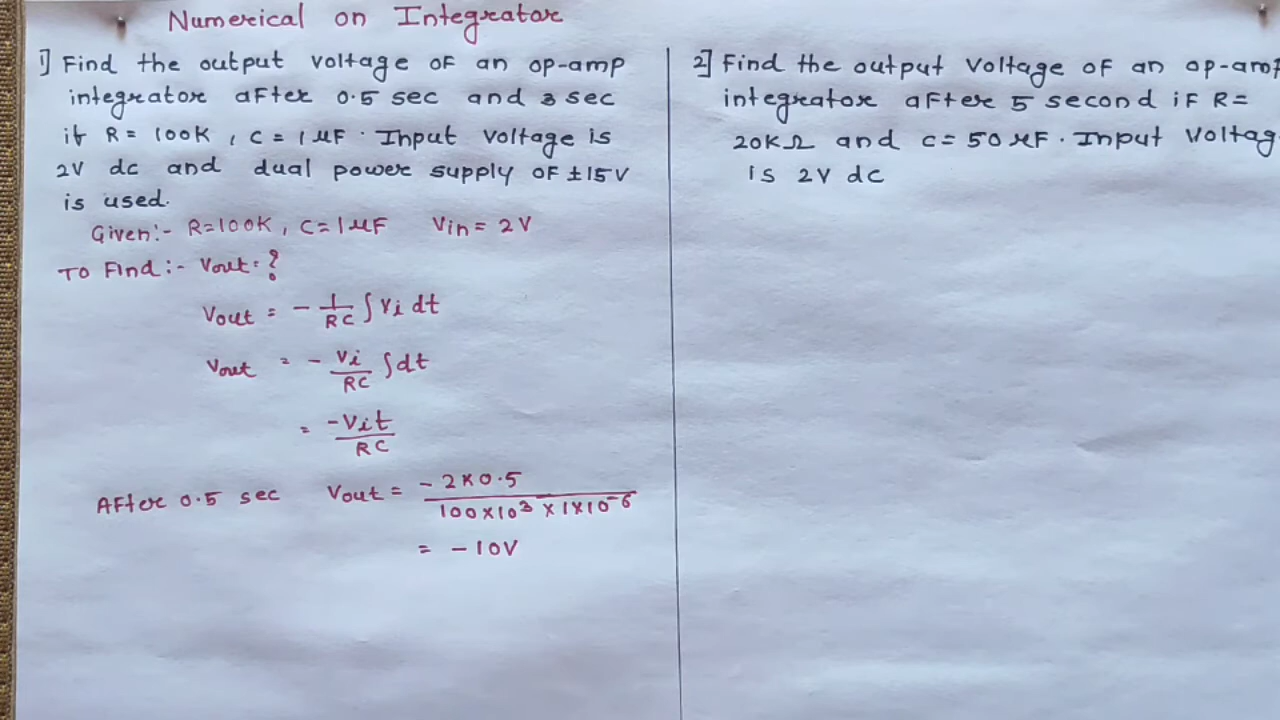 Numerical on Integrator
1] Find the output voltage of an op-amp
integrator after 0.5 sec and 3 sec
if R = 100K , C = 1 μF . Input voltage is
2V dc and dual power supply of ±15V
is used.
Given:- R=100K , C=1μF Vin = 2V
To Find :- Vout = ?
Vout = - 1/RC ∫ Vi dt
Vout = - Vi/RC ∫dt
= -Vit/RC
After 0.5 sec Vout = - 2×0.5 / 100×10³ × 1×10⁻⁶
= - 10V
2] Find the output voltage of an op-amp
integrator after 5 second if R=
20KΩ and C= 50 μF . Input Voltag
is 2V dc